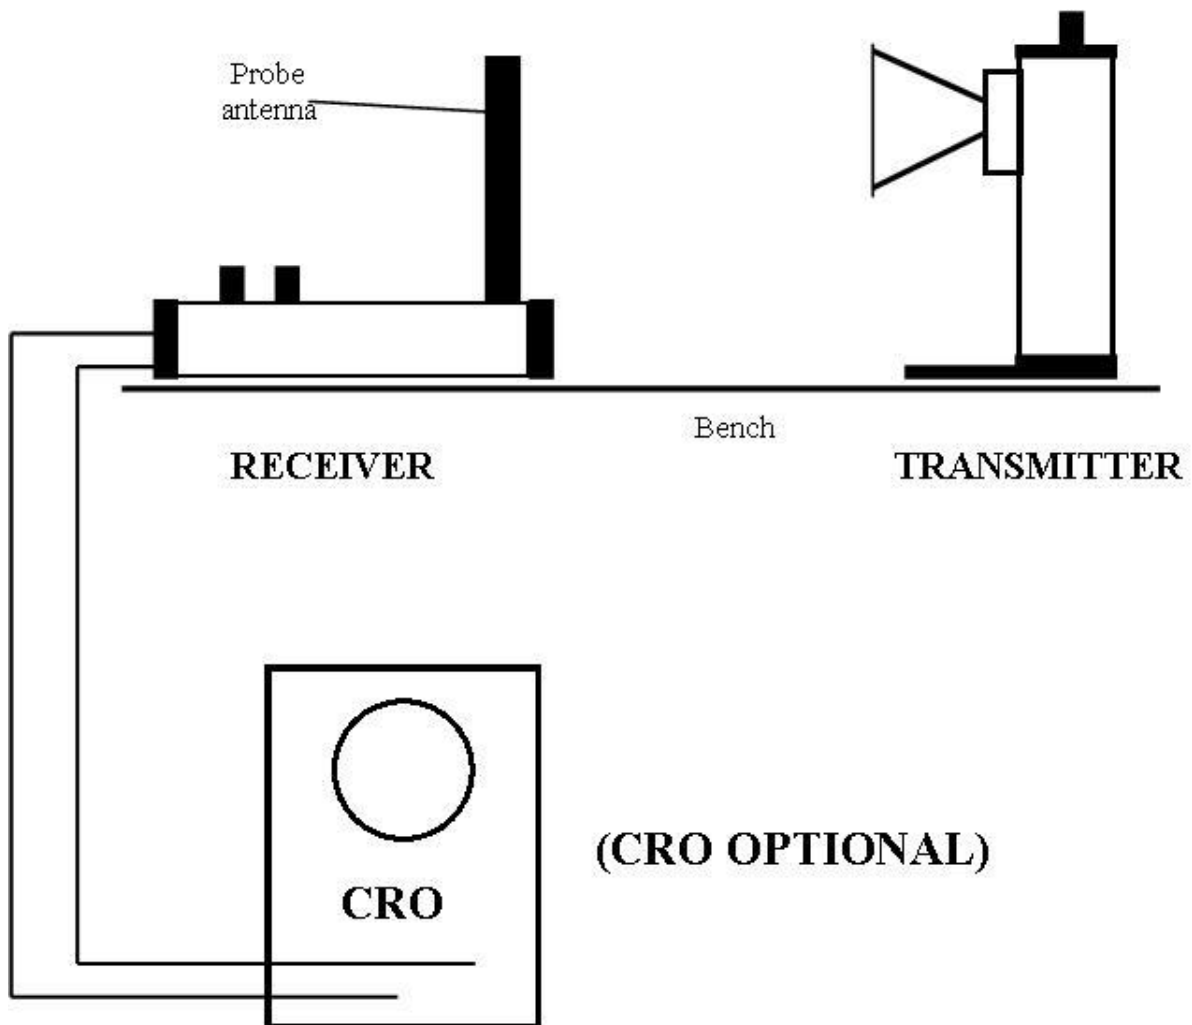 Probe
antenna
Bench
RECEIVER
TRANSMITTER
(CRO OPTIONAL)
CRO